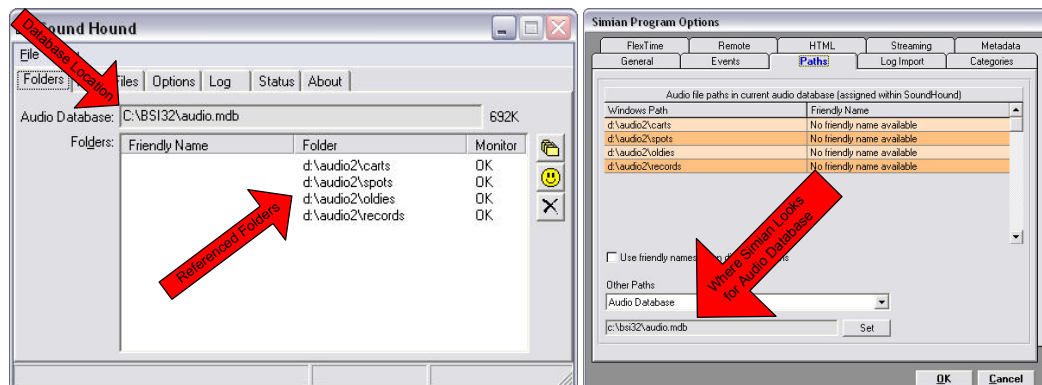 Sound Hound
File
Folders Files Options Log Status About
Database Location
Audio Database: C:\BSI32\audio.mdb 692K
Folders: Friendly Name Folder Monitor
d:\audio2\carts OK
d:\audio2\spots OK
d:\audio2\oldies OK
d:\audio2\records OK
Referenced Folders
Simian Program Options
FlexTime Remote HTML Streaming Metadata
General Events Paths Log Import Categories
Audio file paths in current audio database (assigned within SoundHound)
Windows Path Friendly Name
d:\audio2\carts No friendly name available
d:\audio2\spots No friendly name available
d:\audio2\oldies No friendly name available
d:\audio2\records No friendly name available
Where Simian Looks
for Audio Database
Use friendly names
Other Paths
Audio Database
c:\bsi32\audio.mdb Set
OK Cancel